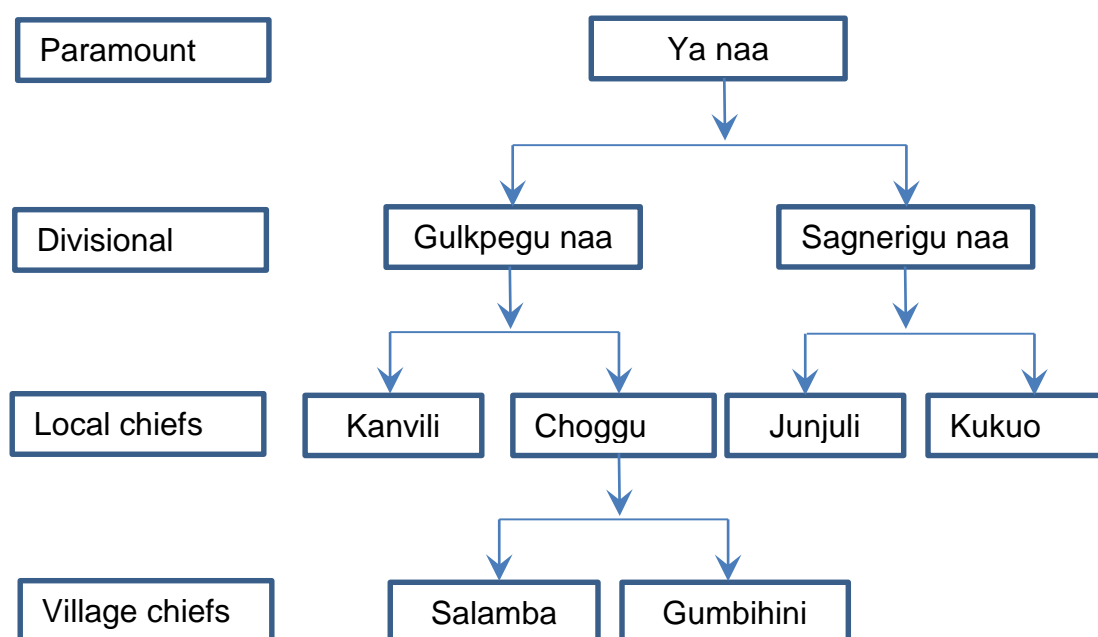 Paramount
Ya naa
Divisional
Gulkpegu naa
Sagnerigu naa
Local chiefs
Kanvili
Choggu
Junjuli
Kukuo
Village chiefs
Salamba
Gumbihini